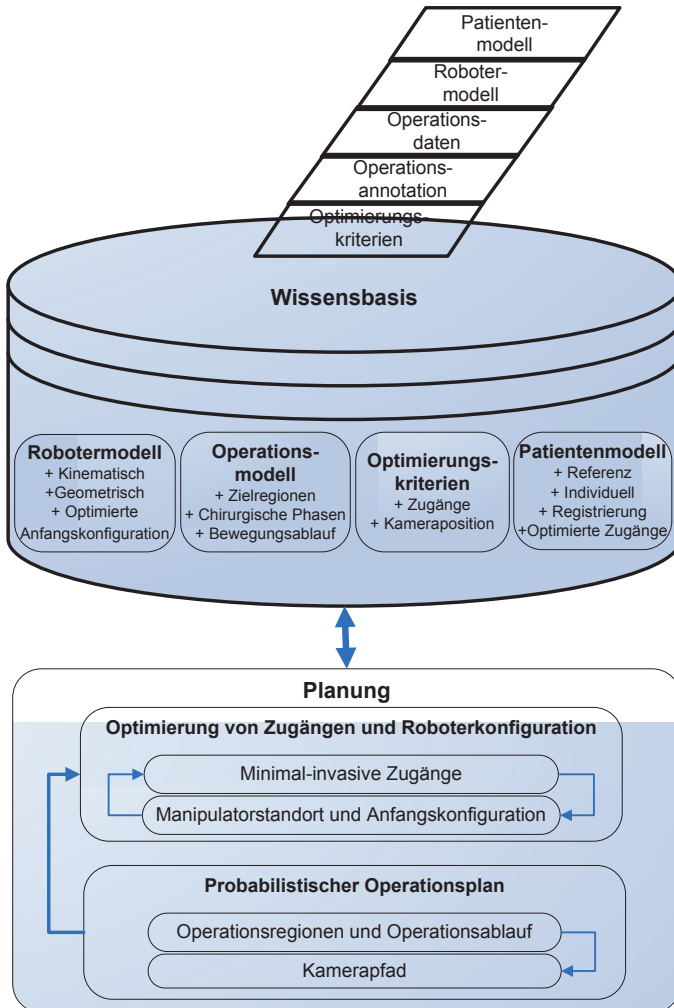 Patienten-
modell
Roboter-
modell
Operations-
daten
Operations-
annotation
Optimierungs-
kriterien
Wissensbasis
Robotermodell
+ Kinematisch
+Geometrisch
+ Optimierte
Anfangskonfiguration
Operations-
modell
+ Zielregionen
+ Chirurgische Phasen
+ Bewegungsablauf
Optimierungs-
kriterien
+ Zugänge
+ Kameraposition
Patientenmodell
+ Referenz
+ Individuell
+ Registrierung
+Optimierte Zugänge
Planung
Optimierung von Zugängen und Roboterkonfiguration
Minimal-invasive Zugänge
Manipulatorstandort und Anfangskonfiguration
Probabilistischer Operationsplan
Operationsregionen und Operationsablauf
Kamerapfad